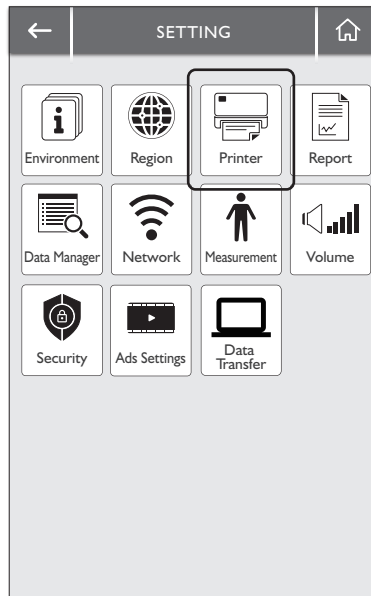 SETTING
Environment
Region
Printer
Report
Data Manager
Network
Measurement
Volume
Security
Ads Settings
Data
Transfer